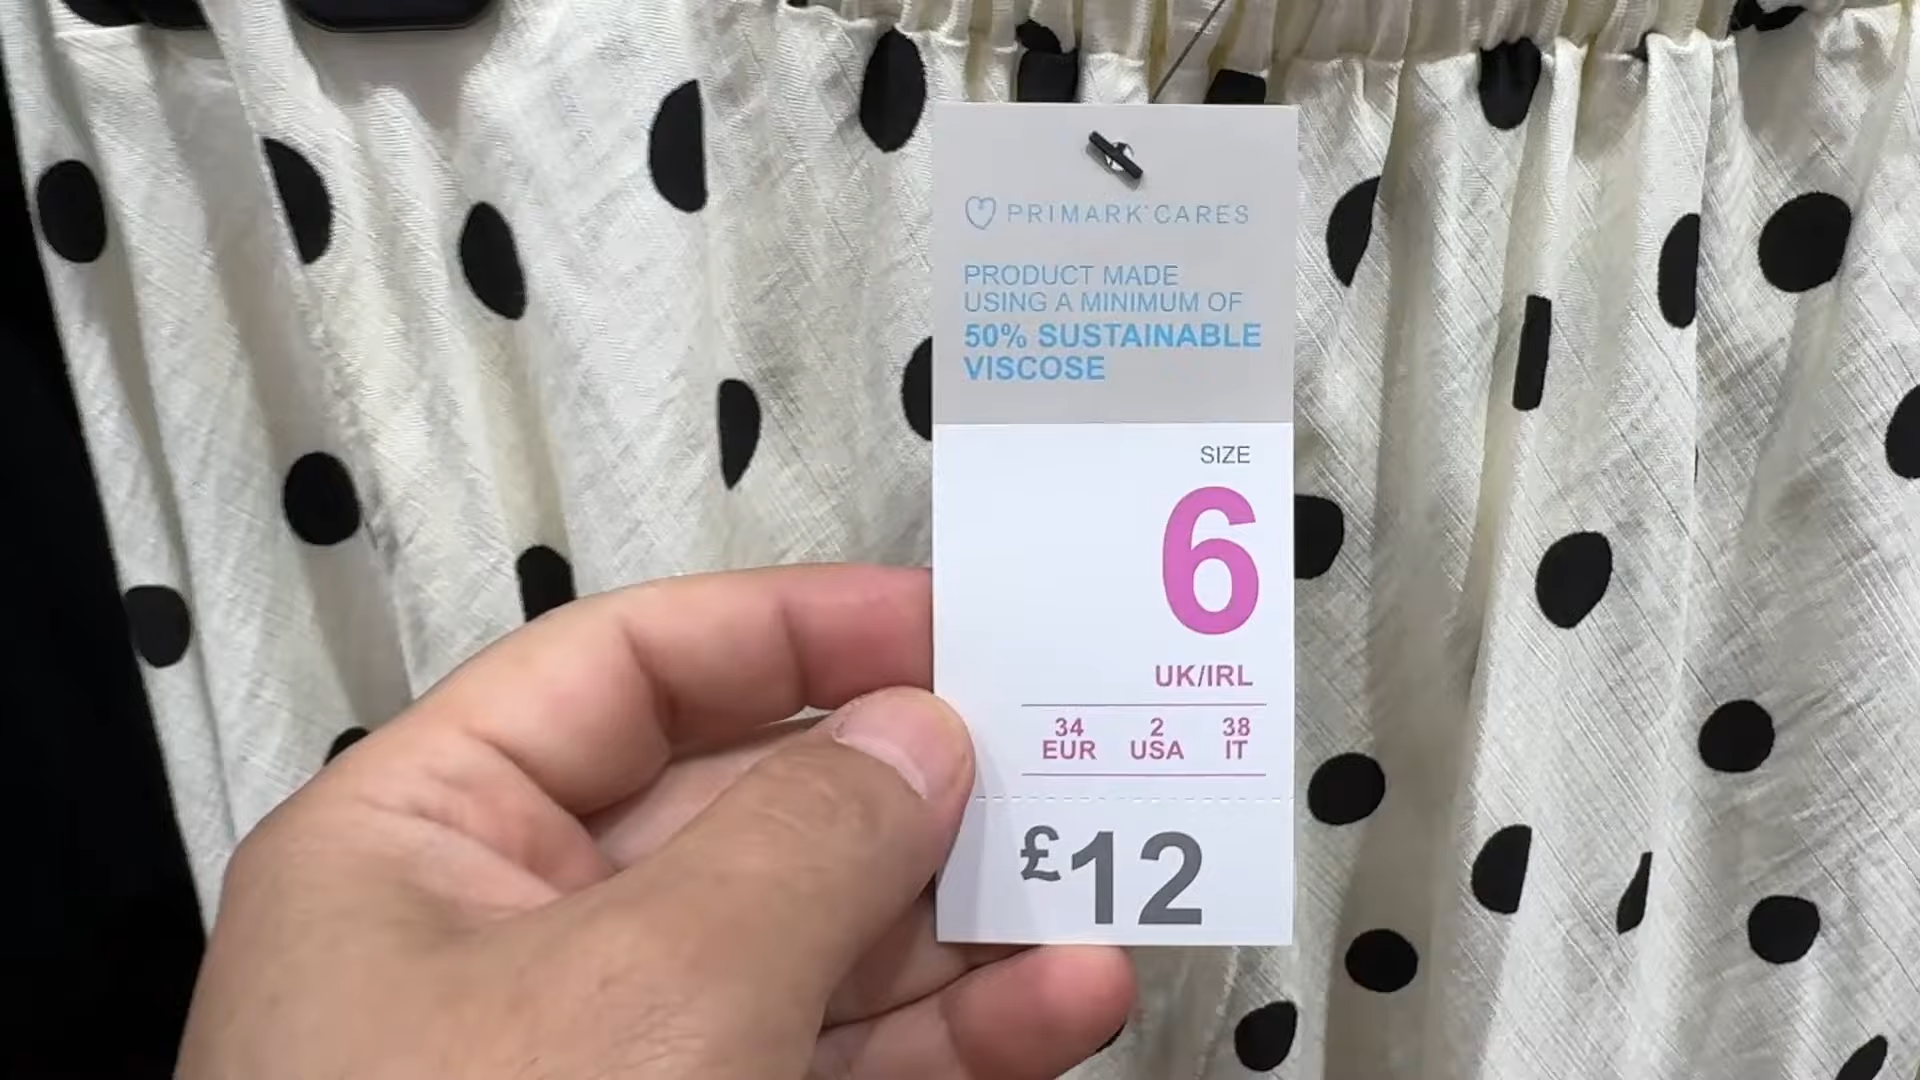 PRIMARK CARES
PRODUCT MADE
USING A MINIMUM OF
50% SUSTAINABLE
VISCOSE
SIZE
6
UK/IRL
34 2 38
EUR USA IT
£12